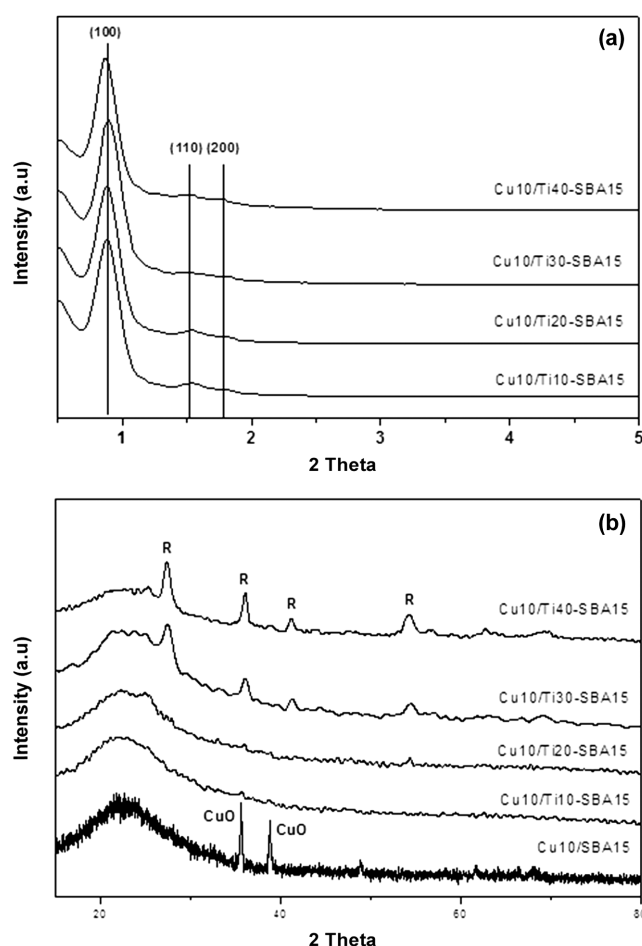 (100)
(a)
(110) (200)
Cu10/Ti40-SBA15
Cu10/Ti30-SBA15
Cu10/Ti20-SBA15
Cu10/Ti10-SBA15
Intensity (a.u)
1 2 3 4 5
2 Theta
(b)
R
R
R
R
Cu10/Ti40-SBA15
Cu10/Ti30-SBA15
Cu10/Ti20-SBA15
Cu10/Ti10-SBA15
CuO
CuO
Cu10/SBA15
Intensity (a.u)
20 40 60 80
2 Theta